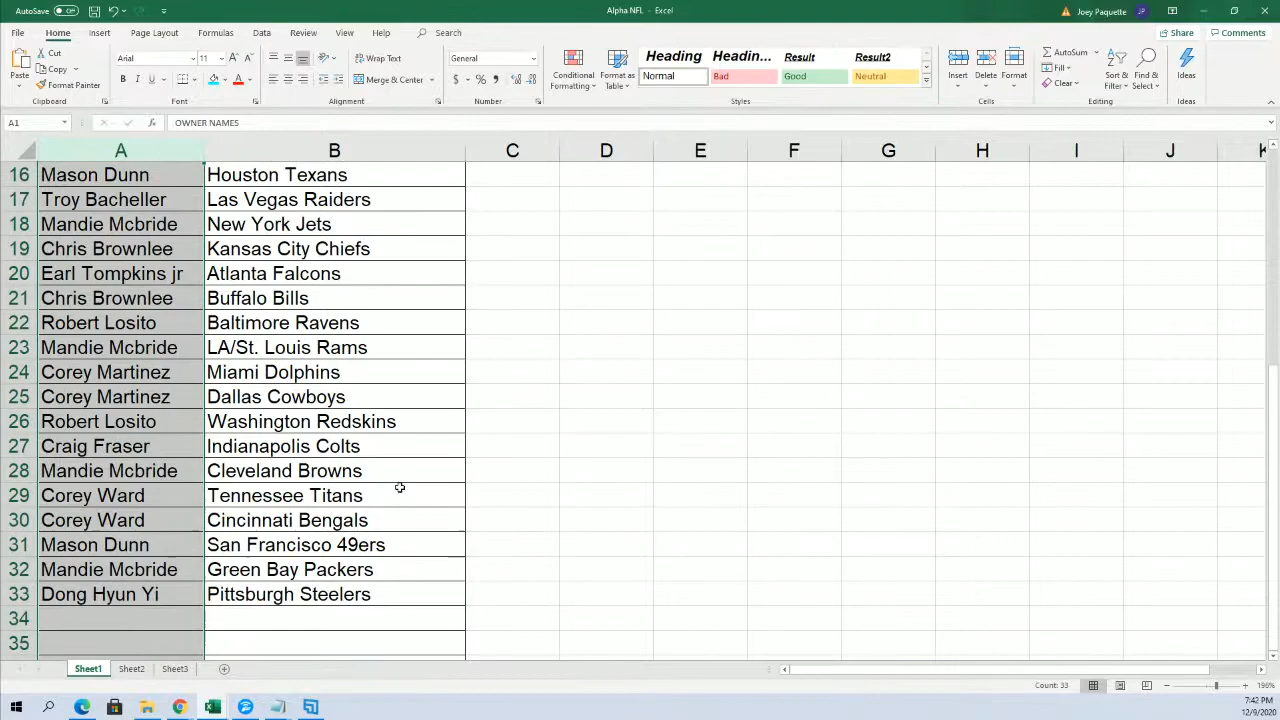 AutoSave Off
Alpha NFL - Excel
Joey Paquette JP
File Home Insert Page Layout Formulas Data Review View Help Search
Share Comments
Paste
Cut
Copy
Format Painter
Clipboard
Arial 11
B I U
Font
Merge & Center
Alignment
General
$ % ,
Number
Conditional Formatting
Format as Table
Heading Headin... Result Result2
Normal Bad Good Neutral
Styles
Insert Delete Format
Cells
AutoSum
Fill
Clear
Sort & Filter
Find & Select
Editing
Ideas
Ideas
A1 fx OWNER NAMES
A B C D E F G H I J K
16 Mason Dunn Houston Texans
17 Troy Bacheller Las Vegas Raiders
18 Mandie Mcbride New York Jets
19 Chris Brownlee Kansas City Chiefs
20 Earl Tompkins jr Atlanta Falcons
21 Chris Brownlee Buffalo Bills
22 Robert Losito Baltimore Ravens
23 Mandie Mcbride LA/St. Louis Rams
24 Corey Martinez Miami Dolphins
25 Corey Martinez Dallas Cowboys
26 Robert Losito Washington Redskins
27 Craig Fraser Indianapolis Colts
28 Mandie Mcbride Cleveland Browns
29 Corey Ward Tennessee Titans
30 Corey Ward Cincinnati Bengals
31 Mason Dunn San Francisco 49ers
32 Mandie Mcbride Green Bay Packers
33 Dong Hyun Yi Pittsburgh Steelers
34
35
Sheet1 Sheet2 Sheet3
Count: 33 196%
7:42 PM
12/9/2020